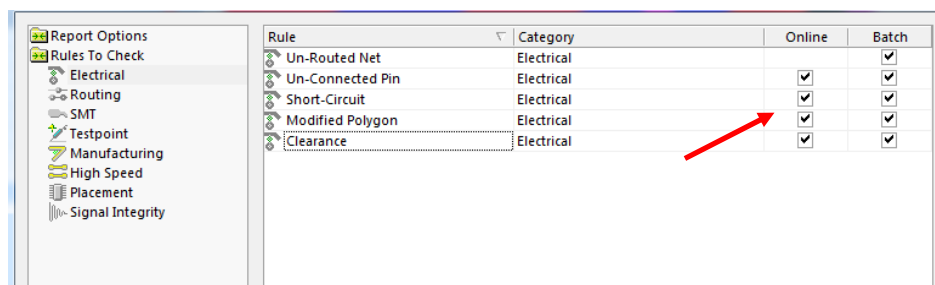 Report Options
Rules To Check
Electrical
Routing
SMT
Testpoint
Manufacturing
High Speed
Placement
Signal Integrity
Rule Category Online Batch
Un-Routed Net Electrical
Un-Connected Pin Electrical
Short-Circuit Electrical
Modified Polygon Electrical
Clearance Electrical